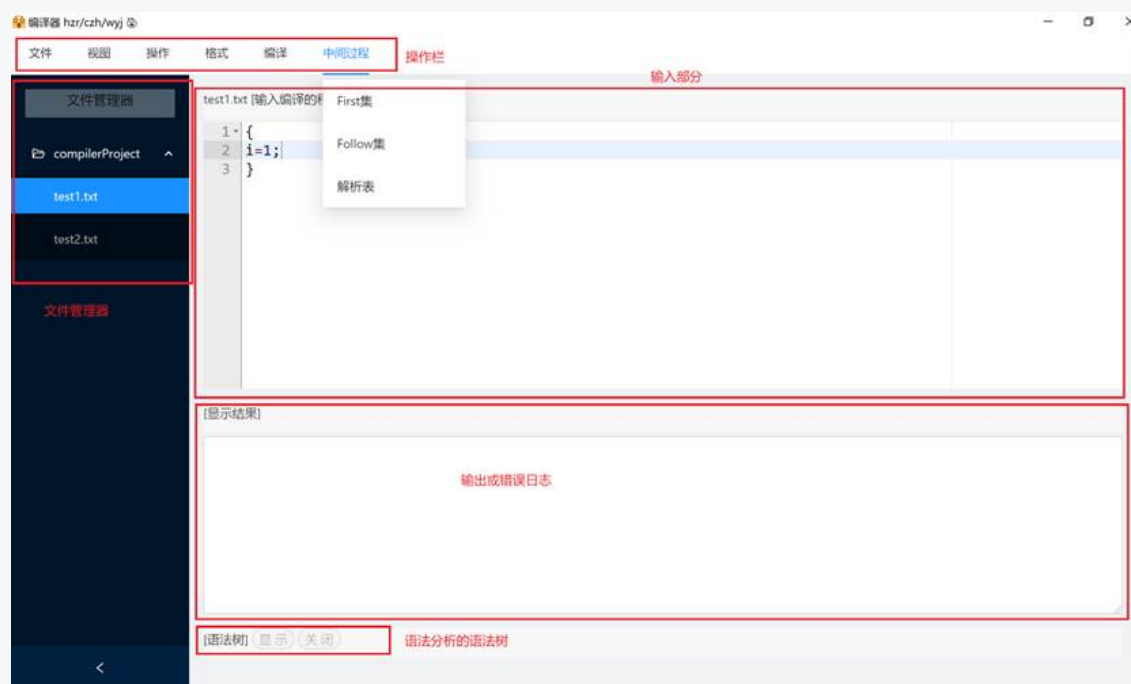 编译器 hzr/czh/wyj
文件 视图 操作 格式 编译 中间过程 操作栏
输入部分
文件管理器
test1.txt [输入编译的
First集
1 {
Follow集
compilerProject
2 i=1;
3 }
解析表
test1.txt
test2.txt
文件管理器
[显示结果]
输出或错误日志
[语法树] 显示 关闭 语法分析的语法树
<